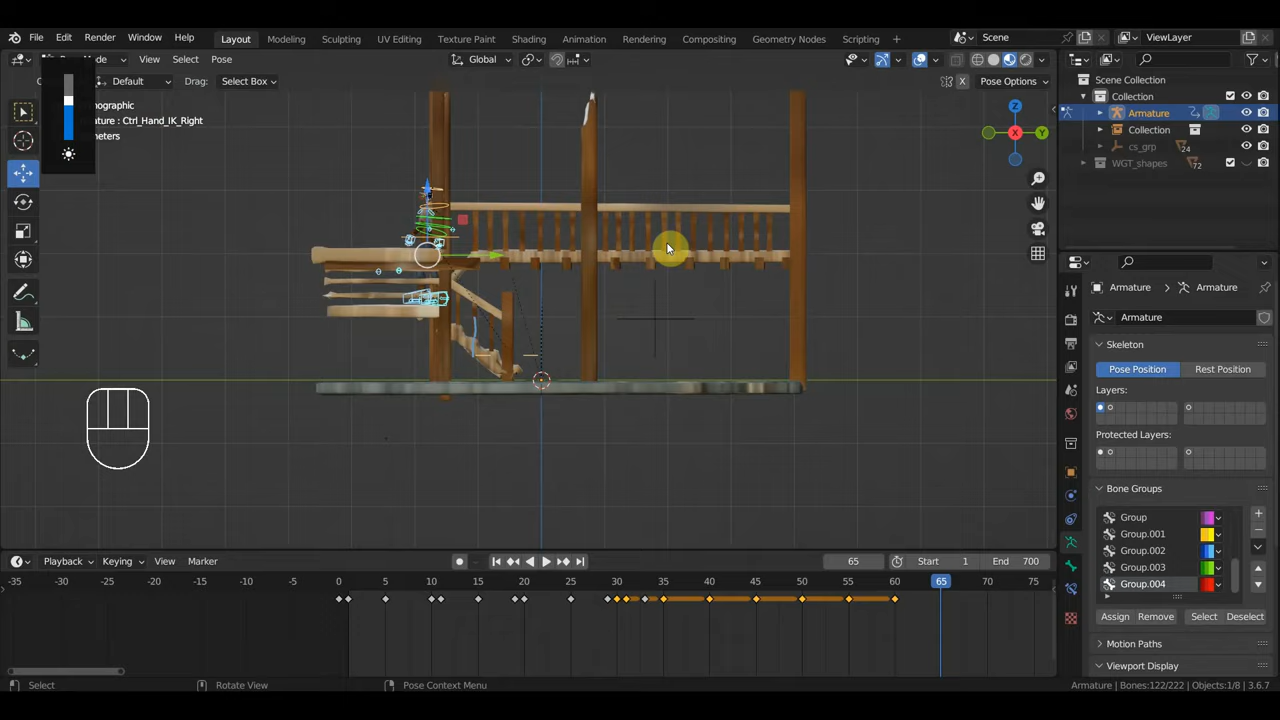 File Edit Render Window Help Layout Modeling Sculpting UV Editing Texture Paint Shading Animation Rendering Compositing Geometry Nodes Scripting + Scene ViewLayer
Mode View Select Pose Global
Default Drag: Select Box X Pose Options
ographic
ature : Ctrl_Hand_IK_Right
meters
Z
X
Y
Scene Collection
Collection
Armature
Collection
cs_grp 24
WGT_shapes 72
Armature Armature
Armature
Skeleton
Pose Position Rest Position
Layers:
Protected Layers:
Bone Groups
Group
Group.001
Group.002
Group.003
Group.004
Assign Remove Select Deselect
Motion Paths
Viewport Display
Playback Keying View Marker 65 Start 1 End 700
-35 -30 -25 -20 -15 -10 -5 0 5 10 15 20 25 30 35 40 45 50 55 60 65 70 75
Select Rotate View Pose Context Menu Armature | Bones:122/222 | Objects:1/8 | 3.6.7